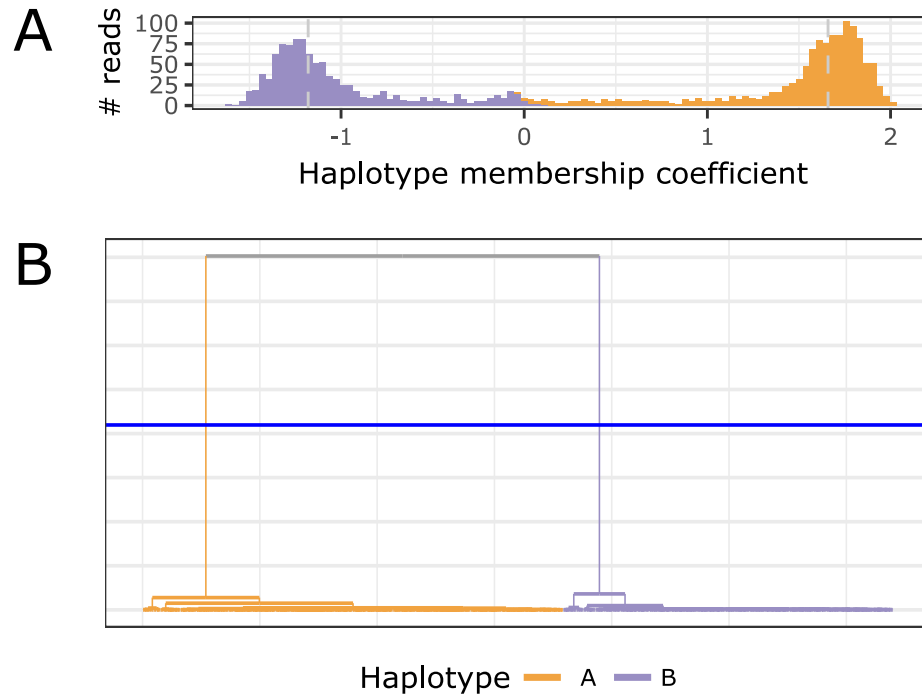 A
# reads
100
75
50
25
0
-1 0 1 2
Haplotype membership coefficient
B
Haplotype A B